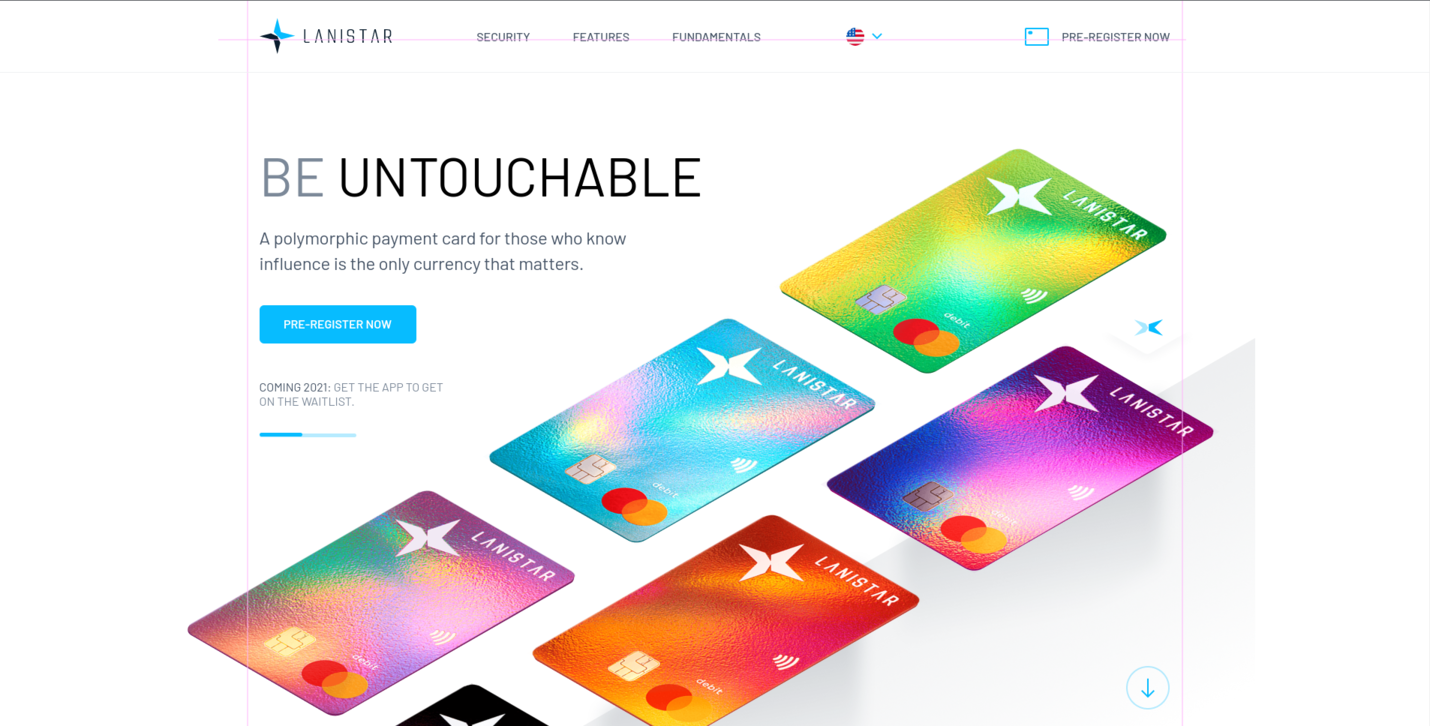 LANISTAR
SECURITY
FEATURES
FUNDAMENTALS
PRE-REGISTER NOW
BE UNTOUCHABLE
A polymorphic payment card for those who know
influence is the only currency that matters.
PRE-REGISTER NOW
COMING 2021: GET THE APP TO GET
ON THE WAITLIST.
LANISTAR
debit
LANISTAR
debit
LANISTAR
debit
LANISTAR
debit
LANISTAR
debit